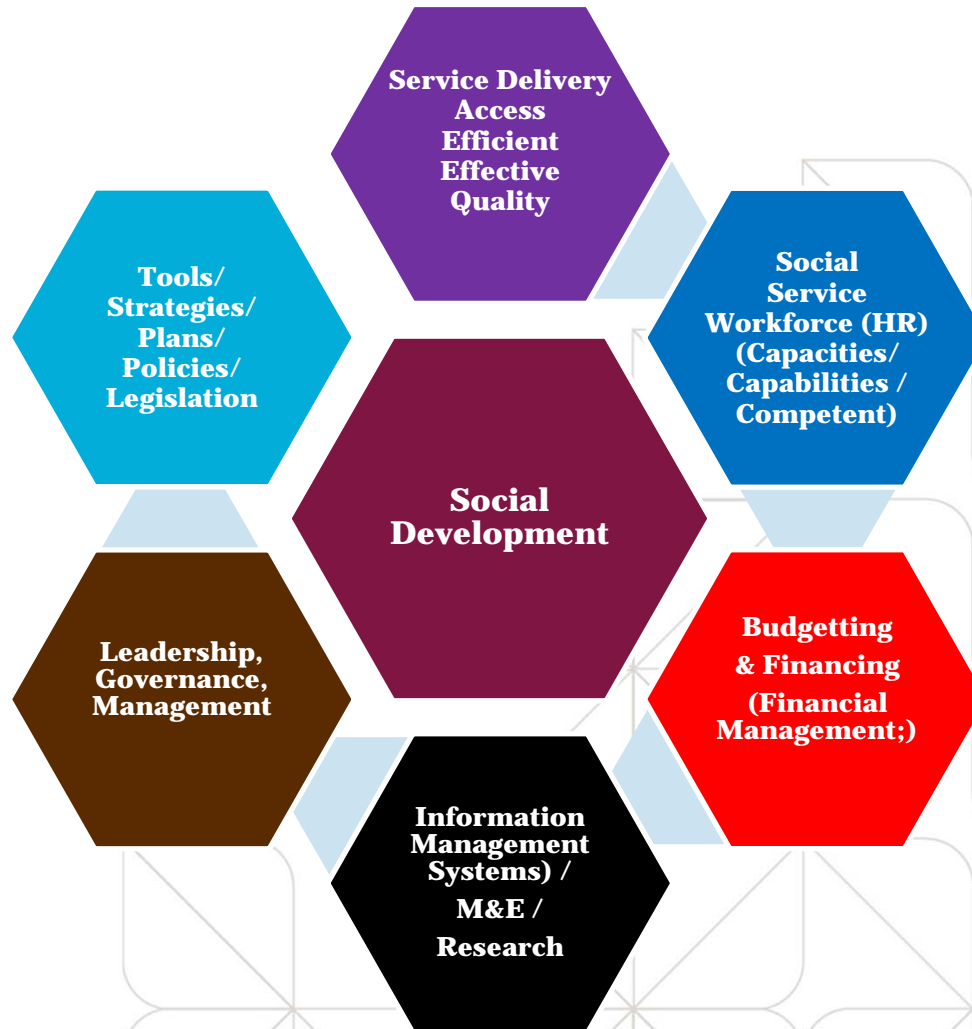 Service Delivery
Access
Efficient
Effective
Quality
Social
Service
Workforce (HR)
(Capacities/
Capabilities /
Competent)
Budgetting
& Financing
(Financial
Management;)
Information
Management
Systems) /
M&E /
Research
Leadership,
Governance,
Management
Tools/
Strategies/
Plans/
Policies/
Legislation
Social
Development